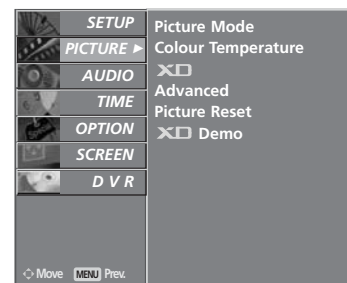 SETUP
PICTURE ►
AUDIO
TIME
OPTION
SCREEN
D V R
Move MENU Prev.
Picture Mode
Colour Temperature
XD
Advanced
Picture Reset
XD Demo